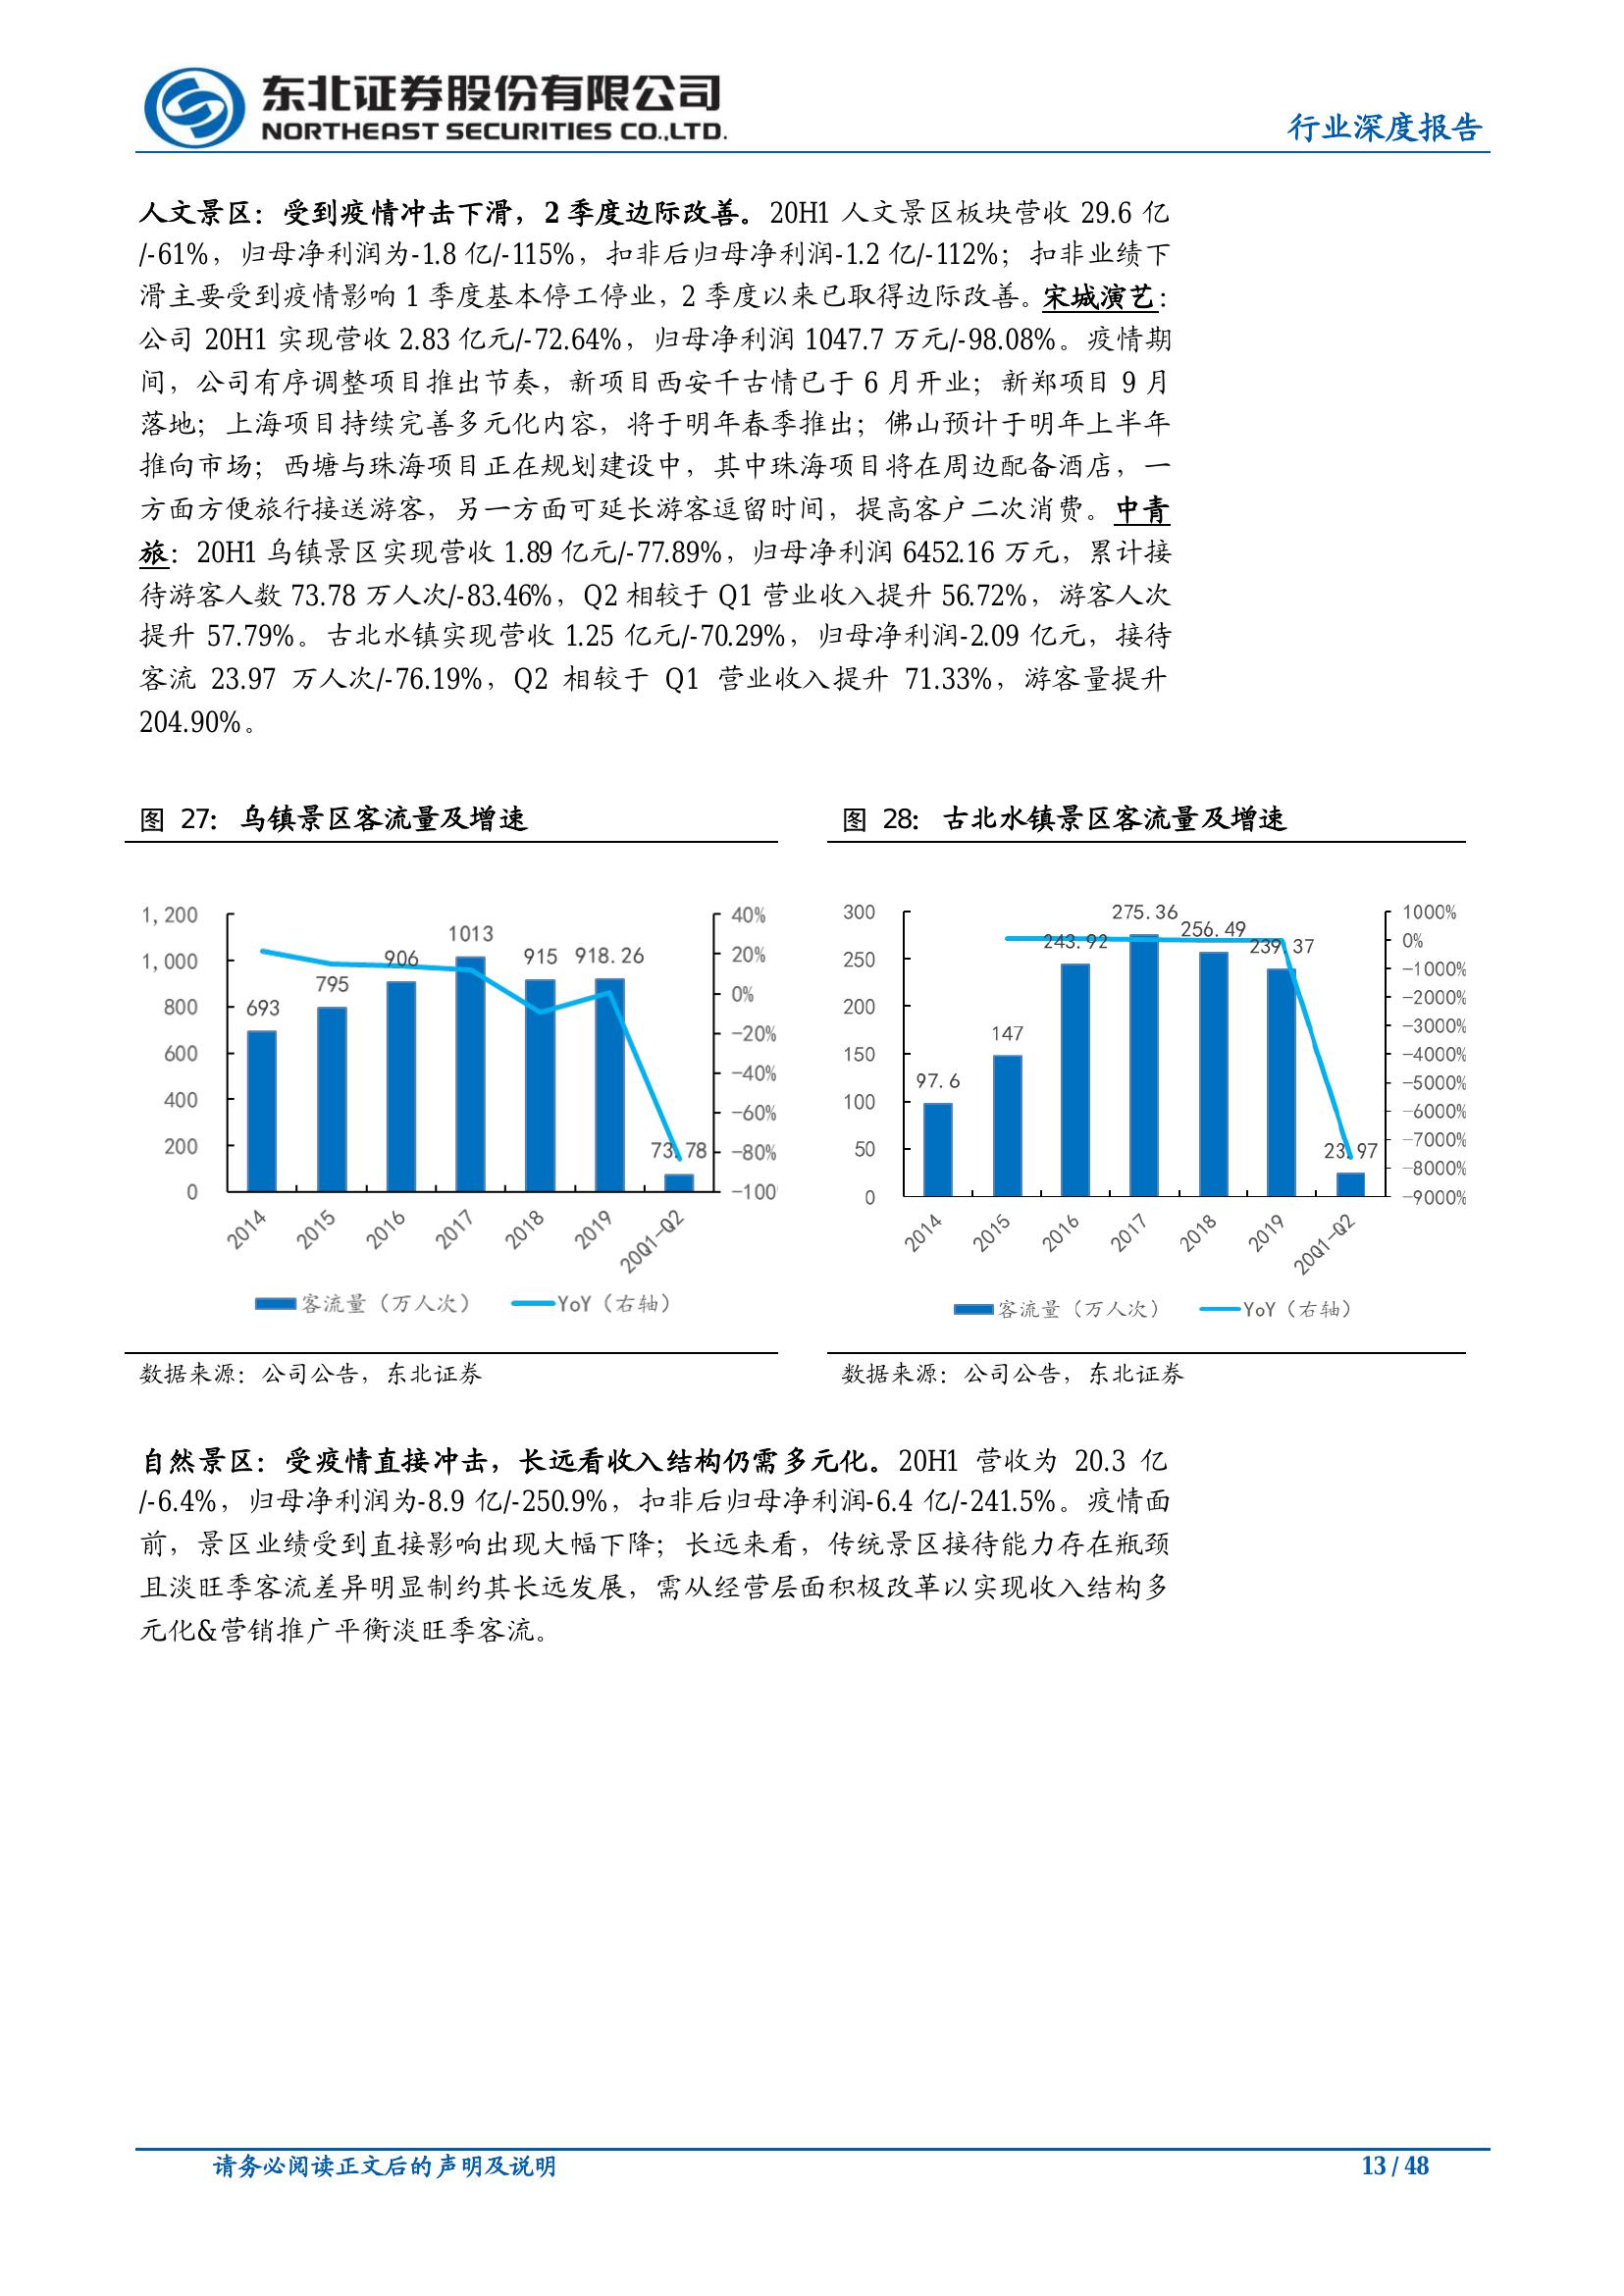 东北证券股份有限公司
NORTHEAST SECURITIES CO.,LTD.
行业深度报告
人文景区：受到疫情冲击下滑，2 季度边际改善。20H1 人文景区板块营收 29.6 亿
/-61%，归母净利润为-1.8 亿/-115%，扣非后归母净利润-1.2 亿/-112%；扣非业绩下
滑主要受到疫情影响 1 季度基本停工停业，2 季度以来已取得边际改善。宋城演艺：
公司 20H1 实现营收 2.83 亿元/-72.64%，归母净利润 1047.7 万元/-98.08%。疫情期
间，公司有序调整项目推出节奏，新项目西安千古情已于 6 月开业；新郑项目 9 月
落地；上海项目持续完善多元化内容，将于明年春季推出；佛山预计于明年上半年
推向市场；西塘与珠海项目正在规划建设中，其中珠海项目将在周边配备酒店，一
方面方便旅行接送游客，另一方面可延长游客逗留时间，提高客户二次消费。中青
旅：20H1 乌镇景区实现营收 1.89 亿元/-77.89%，归母净利润 6452.16 万元，累计接
待游客人数 73.78 万人次/-83.46%，Q2 相较于 Q1 营业收入提升 56.72%，游客人次
提升 57.79%。古北水镇实现营收 1.25 亿元/-70.29%，归母净利润-2.09 亿元，接待
客流 23.97 万人次/-76.19%，Q2 相较于 Q1 营业收入提升 71.33%，游客量提升
204.90%。
图 27：乌镇景区客流量及增速
1,200
1,000
800
600
400
200
0
693
795
906
1013
915
918.26
73.78
40%
20%
0%
-20%
-40%
-60%
-80%
-100
2014
2015
2016
2017
2018
2019
20Q1-Q2
客流量（万人次）
YoY（右轴）
数据来源：公司公告，东北证券
图 28：古北水镇景区客流量及增速
300
250
200
150
100
50
0
97.6
147
243.92
275.36
256.49
239.37
23.97
1000%
0%
-1000%
-2000%
-3000%
-4000%
-5000%
-6000%
-7000%
-8000%
-9000%
2014
2015
2016
2017
2018
2019
20Q1-Q2
客流量（万人次）
YoY（右轴）
数据来源：公司公告，东北证券
自然景区：受疫情直接冲击，长远看收入结构仍需多元化。20H1 营收为 20.3 亿
/-6.4%，归母净利润为-8.9 亿/-250.9%，扣非后归母净利润-6.4 亿/-241.5%。疫情面
前，景区业绩受到直接影响出现大幅下降；长远来看，传统景区接待能力存在瓶颈
且淡旺季客流差异明显制约其长远发展，需从经营层面积极改革以实现收入结构多
元化&营销推广平衡淡旺季客流。
请务必阅读正文后的声明及说明
13 / 48